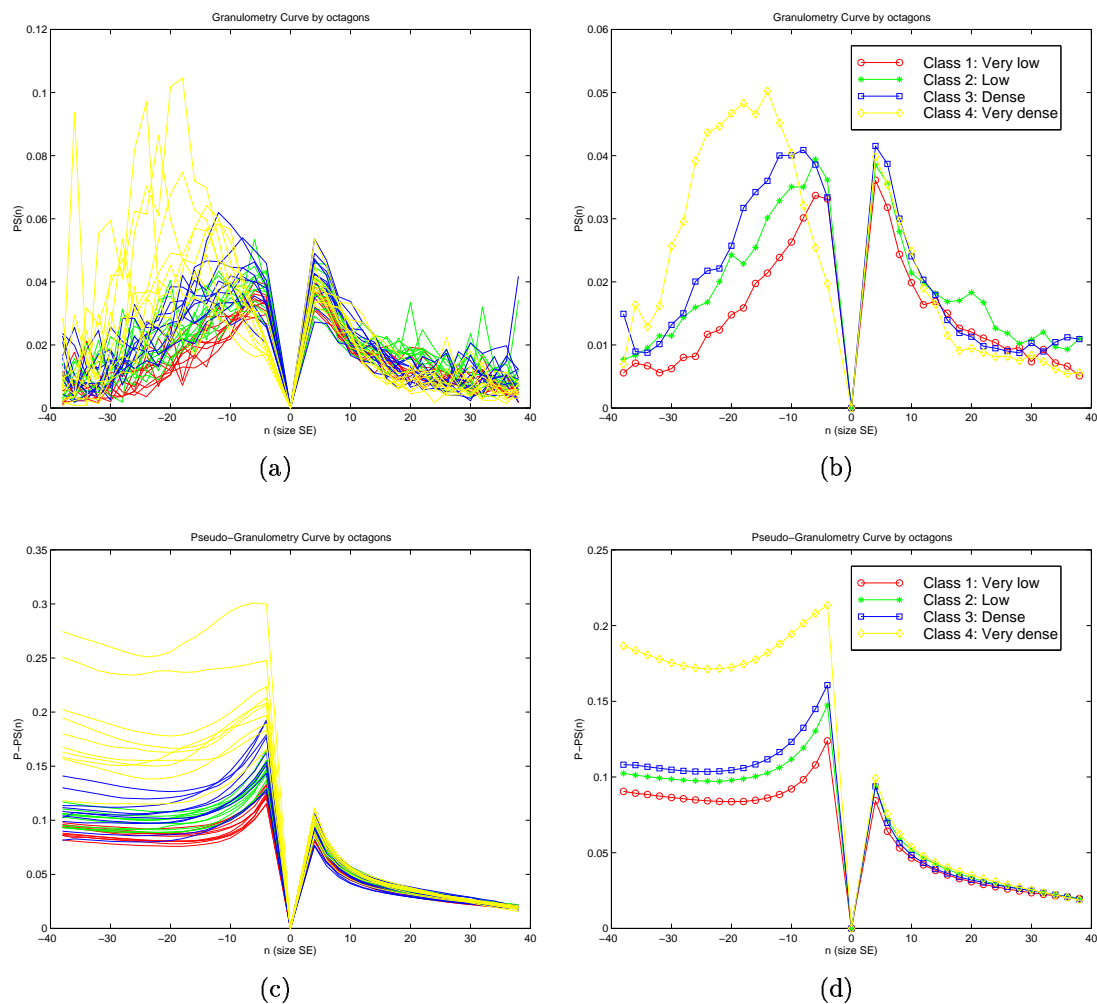 Granulometry Curve by octagons
0.12
0.1
0.08
0.06
0.04
0.02
0
PS(n)
−40 −30 −20 −10 0 10 20 30 40
n (size SE)
(a)
Granulometry Curve by octagons
0.06
0.05
0.04
0.03
0.02
0.01
0
PS(n)
Class 1: Very low
Class 2: Low
Class 3: Dense
Class 4: Very dense
−40 −30 −20 −10 0 10 20 30 40
n (size SE)
(b)
Pseudo−Granulometry Curve by octagons
0.35
0.3
0.25
0.2
0.15
0.1
0.05
0
P−PS(n)
−40 −30 −20 −10 0 10 20 30 40
n (size SE)
(c)
Pseudo−Granulometry Curve by octagons
0.25
0.2
0.15
0.1
0.05
0
P−PS(n)
Class 1: Very low
Class 2: Low
Class 3: Dense
Class 4: Very dense
−40 −30 −20 −10 0 10 20 30 40
n (size SE)
(d)